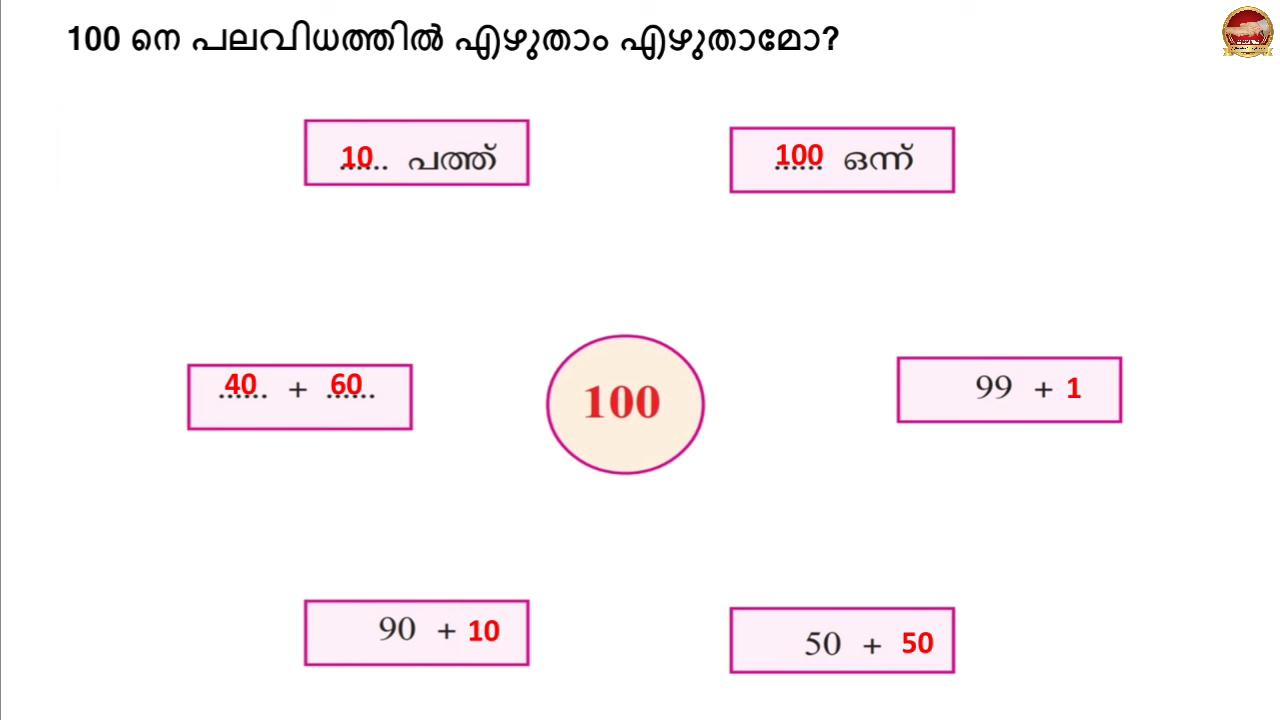 100 നെ പലവിധത്തിൽ എഴുതാം എഴുതാമോ?
10 പത്ത്
100 ഒന്ന്
40 + 60
100
99 + 1
90 + 10
50 + 50